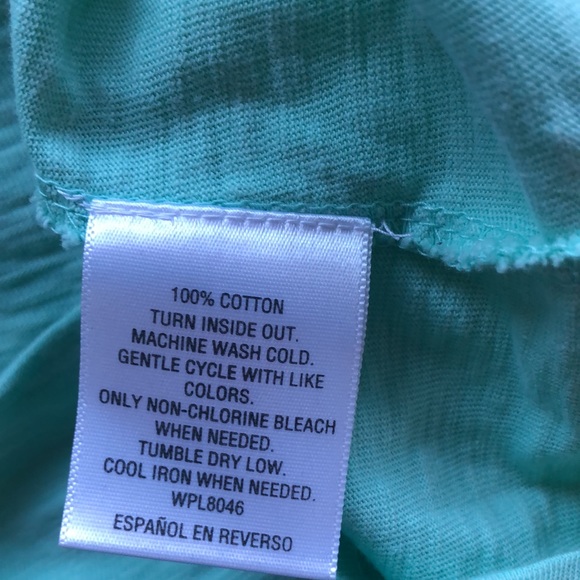 100% COTTON
TURN INSIDE OUT.
MACHINE WASH COLD.
GENTLE CYCLE WITH LIKE
COLORS.
ONLY NON-CHLORINE BLEACH
WHEN NEEDED.
TUMBLE DRY LOW.
COOL IRON WHEN NEEDED.
WPL8046
ESPAÑOL EN REVERSO